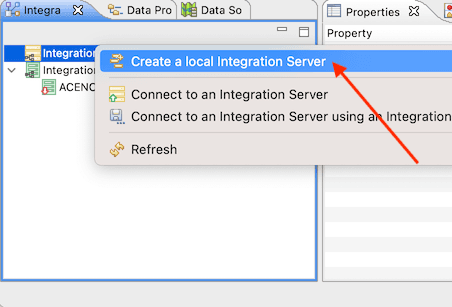 Integra
Data Pro
Data So
Properties
Property
Integration
Integration
ACENO
Create a local Integration Server
Connect to an Integration Server
Connect to an Integration Server using an Integration
Refresh